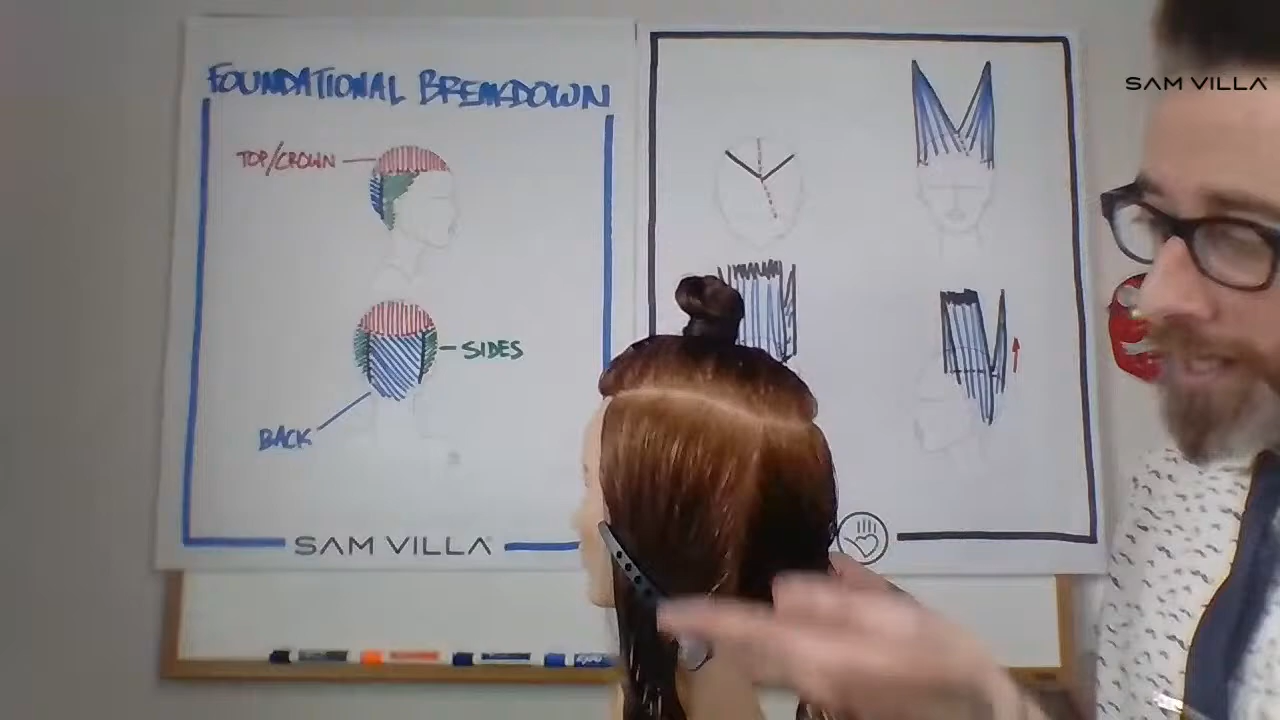 FOUNDATIONAL BREAKDOWN
TOP/CROWN
SIDES
BACK
SAM VILLA
SAM VILLA